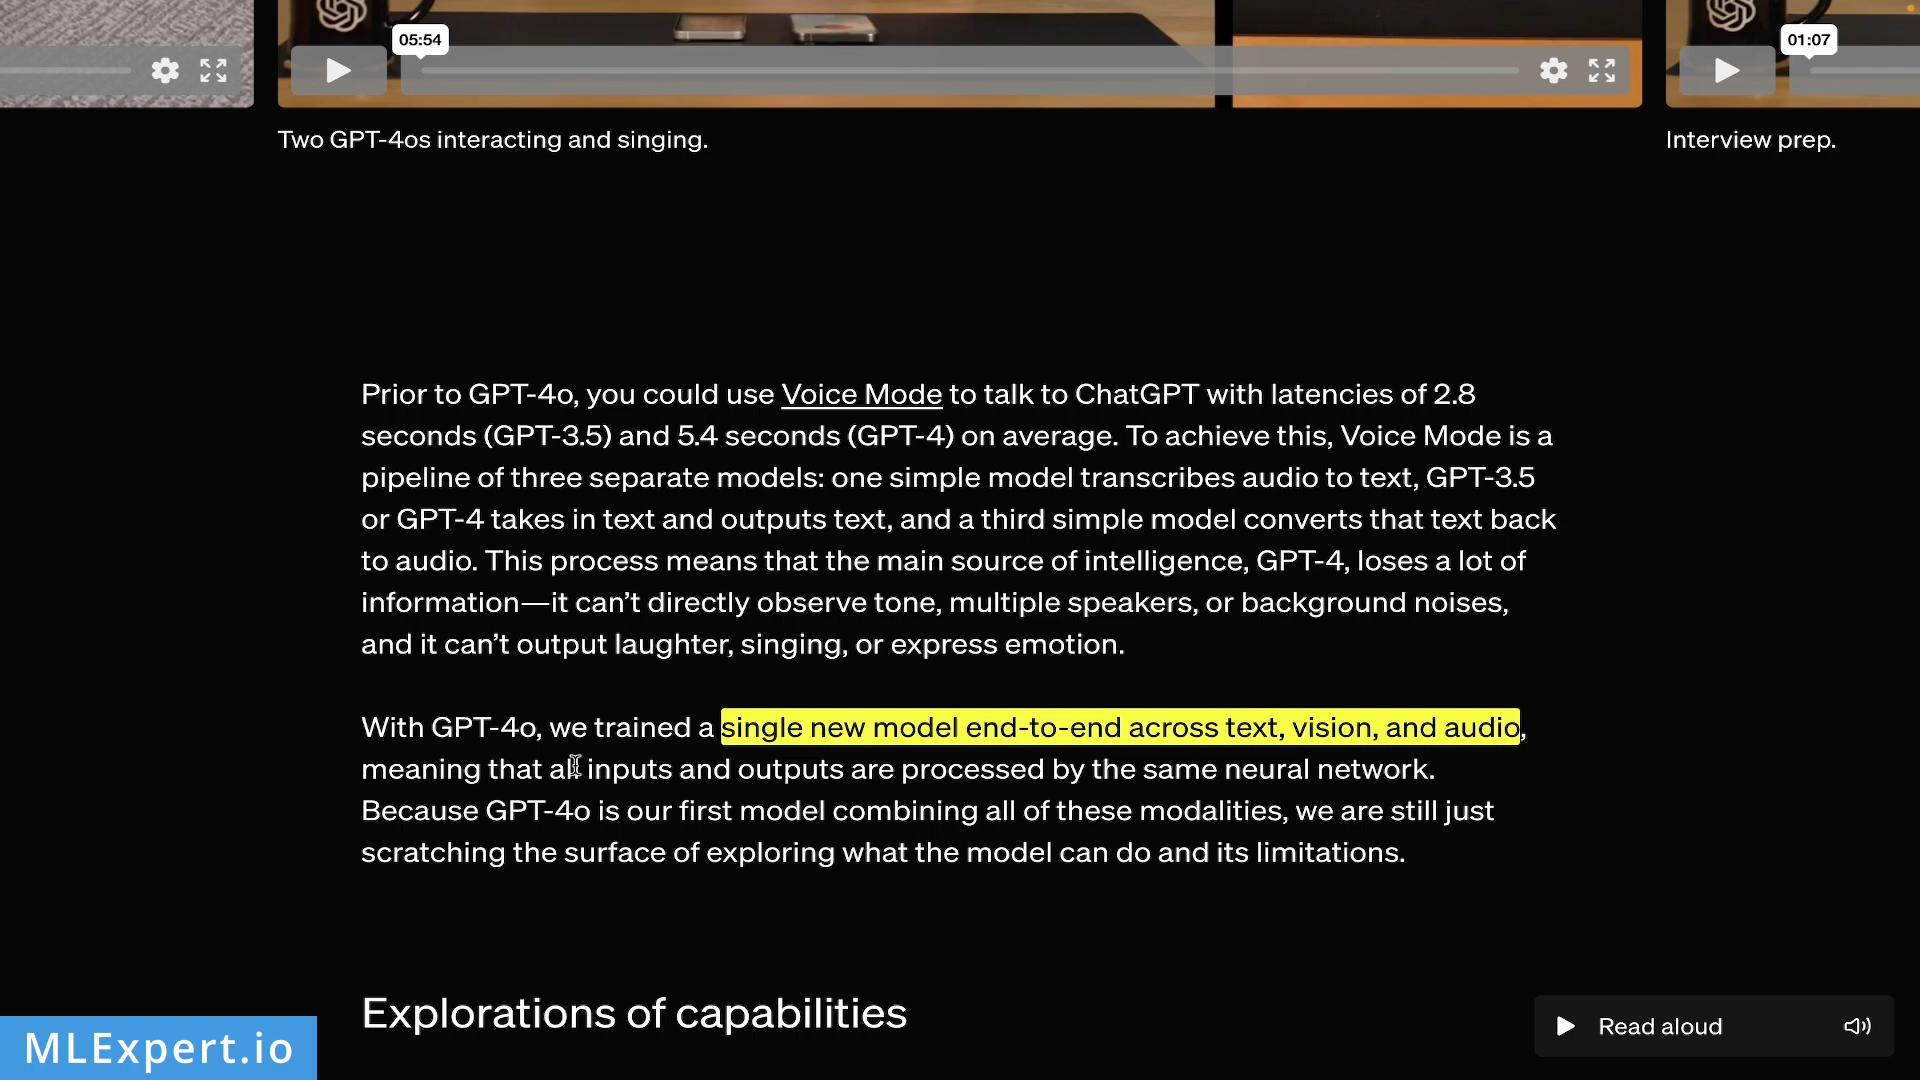 05:54
01:07
Two GPT-4os interacting and singing.
Interview prep.
Prior to GPT-4o, you could use Voice Mode to talk to ChatGPT with latencies of 2.8
seconds (GPT-3.5) and 5.4 seconds (GPT-4) on average. To achieve this, Voice Mode is a
pipeline of three separate models: one simple model transcribes audio to text, GPT-3.5
or GPT-4 takes in text and outputs text, and a third simple model converts that text back
to audio. This process means that the main source of intelligence, GPT-4, loses a lot of
information—it can’t directly observe tone, multiple speakers, or background noises,
and it can’t output laughter, singing, or express emotion.
With GPT-4o, we trained a single new model end-to-end across text, vision, and audio,
meaning that all inputs and outputs are processed by the same neural network.
Because GPT-4o is our first model combining all of these modalities, we are still just
scratching the surface of exploring what the model can do and its limitations.
Explorations of capabilities
Read aloud
MLExpert.io